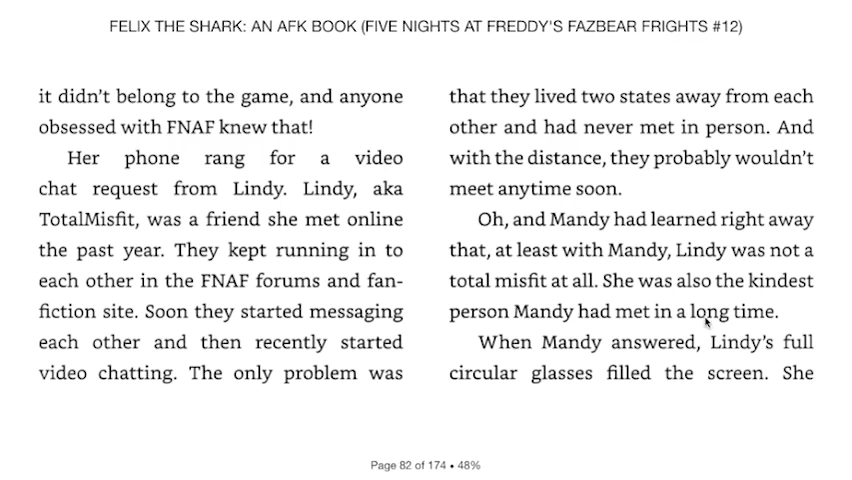 FELIX THE SHARK: AN AFK BOOK (FIVE NIGHTS AT FREDDY'S FAZBEAR FRIGHTS #12)
it didn't belong to the game, and anyone
obsessed with FNAF knew that!
Her phone rang for a video
chat request from Lindy. Lindy, aka
TotalMisfit, was a friend she met online
the past year. They kept running in to
each other in the FNAF forums and fan-
fiction site. Soon they started messaging
each other and then recently started
video chatting. The only problem was
that they lived two states away from each
other and had never met in person. And
with the distance, they probably wouldn't
meet anytime soon.
Oh, and Mandy had learned right away
that, at least with Mandy, Lindy was not a
total misfit at all. She was also the kindest
person Mandy had met in a long time.
When Mandy answered, Lindy's full
circular glasses filled the screen. She
Page 82 of 174 • 48%